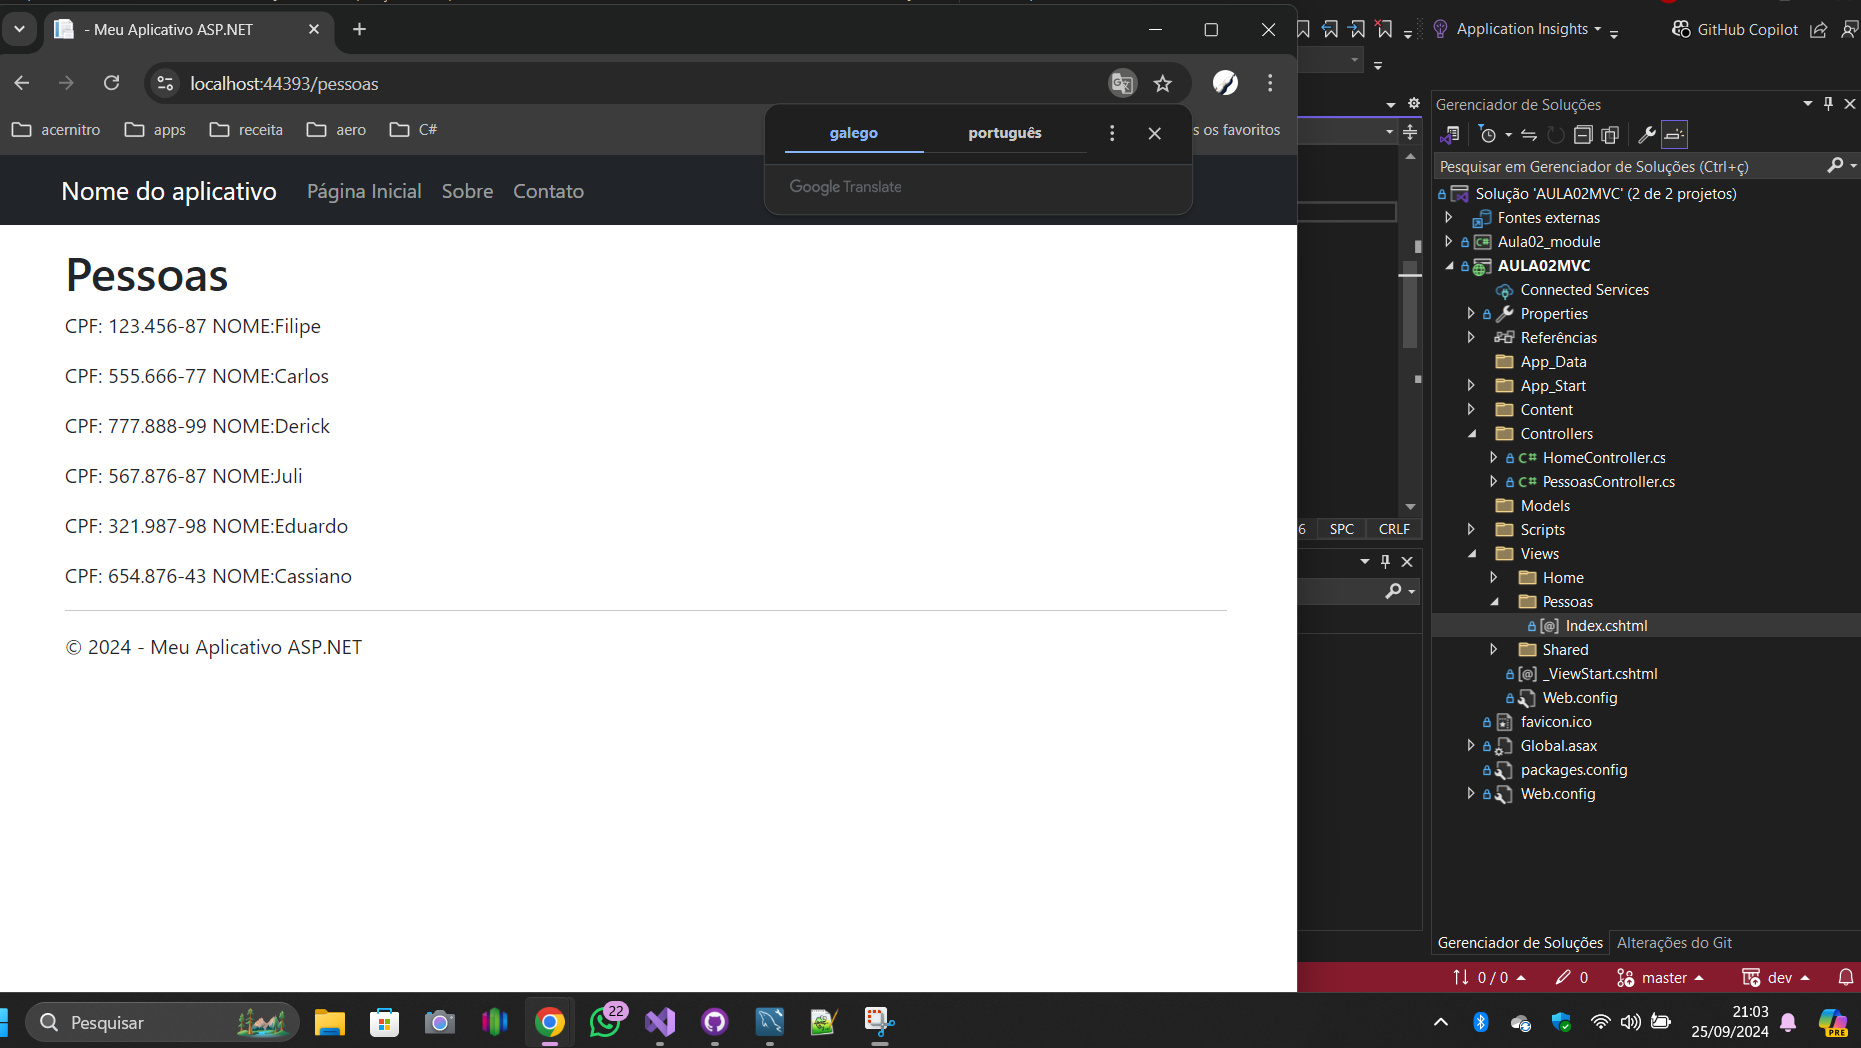 - Meu Aplicativo ASP.NET
localhost:44393/pessoas
acernitro
apps
receita
aero
C#
s os favoritos
galego
português
Google Translate
Nome do aplicativo
Página Inicial
Sobre
Contato
Pessoas
CPF: 123.456-87 NOME:Filipe
CPF: 555.666-77 NOME:Carlos
CPF: 777.888-99 NOME:Derick
CPF: 567.876-87 NOME:Juli
CPF: 321.987-98 NOME:Eduardo
CPF: 654.876-43 NOME:Cassiano
© 2024 - Meu Aplicativo ASP.NET
Application Insights
GitHub Copilot
6
SPC
CRLF
Gerenciador de Soluções
Pesquisar em Gerenciador de Soluções (Ctrl+ç)
Solução 'AULA02MVC' (2 de 2 projetos)
Fontes externas
Aula02_module
AULA02MVC
Connected Services
Properties
Referências
App_Data
App_Start
Content
Controllers
C# HomeController.cs
C# PessoasController.cs
Models
Scripts
Views
Home
Pessoas
[@] Index.cshtml
Shared
[@] _ViewStart.cshtml
Web.config
favicon.ico
Global.asax
packages.config
Web.config
Gerenciador de Soluções
Alterações do Git
0 / 0
0
master
dev
Pesquisar
22
21:03
25/09/2024
PRE